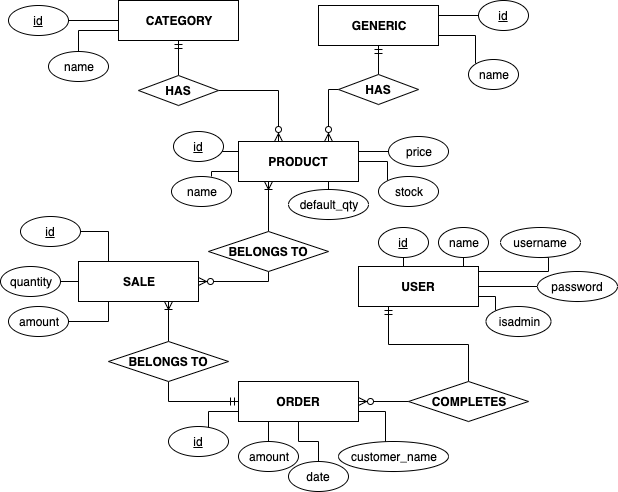 id
CATEGORY
GENERIC
id
name
name
HAS
HAS
id
PRODUCT
price
name
default_qty
stock
id
BELONGS TO
id
name
username
quantity
SALE
USER
password
amount
isadmin
BELONGS TO
ORDER
COMPLETES
id
amount
customer_name
date